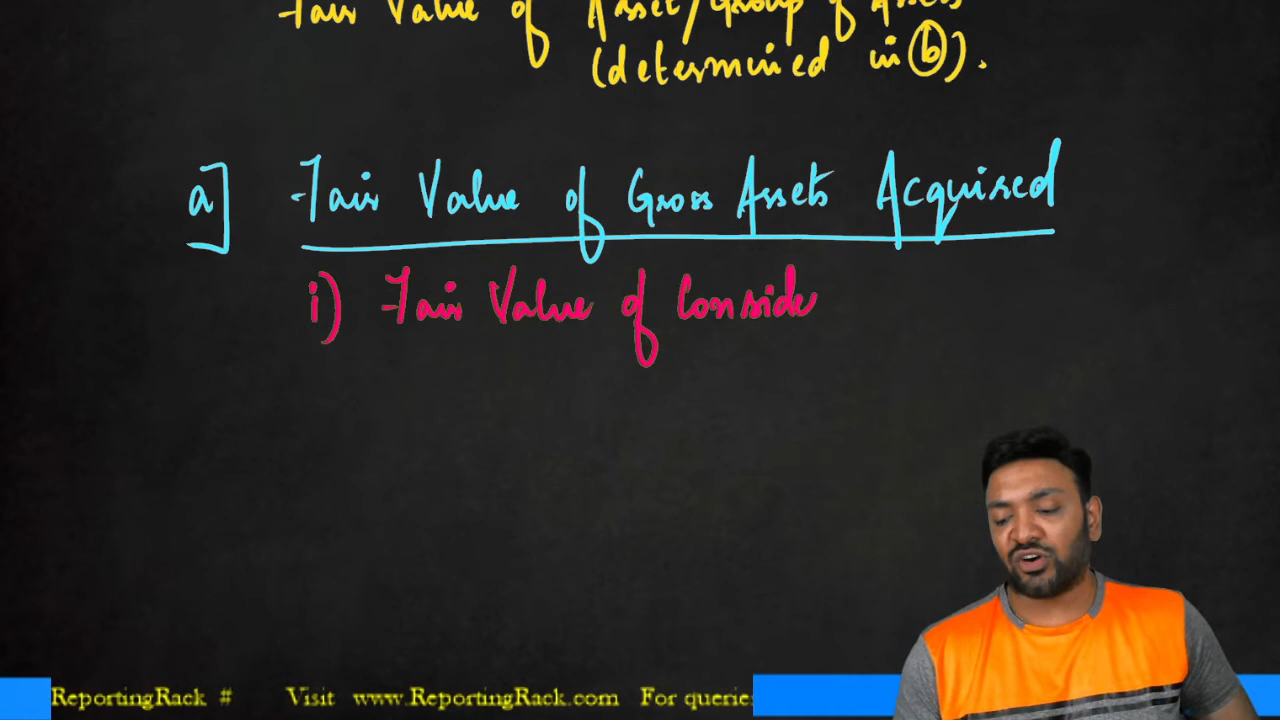 Fair Value of Asset/Group of Assets
(determined in ⓑ).
a] Fair Value of Gross Assets Acquired
i) Fair Value of Conside
ReportingRack # Visit www.ReportingRack.com For querie